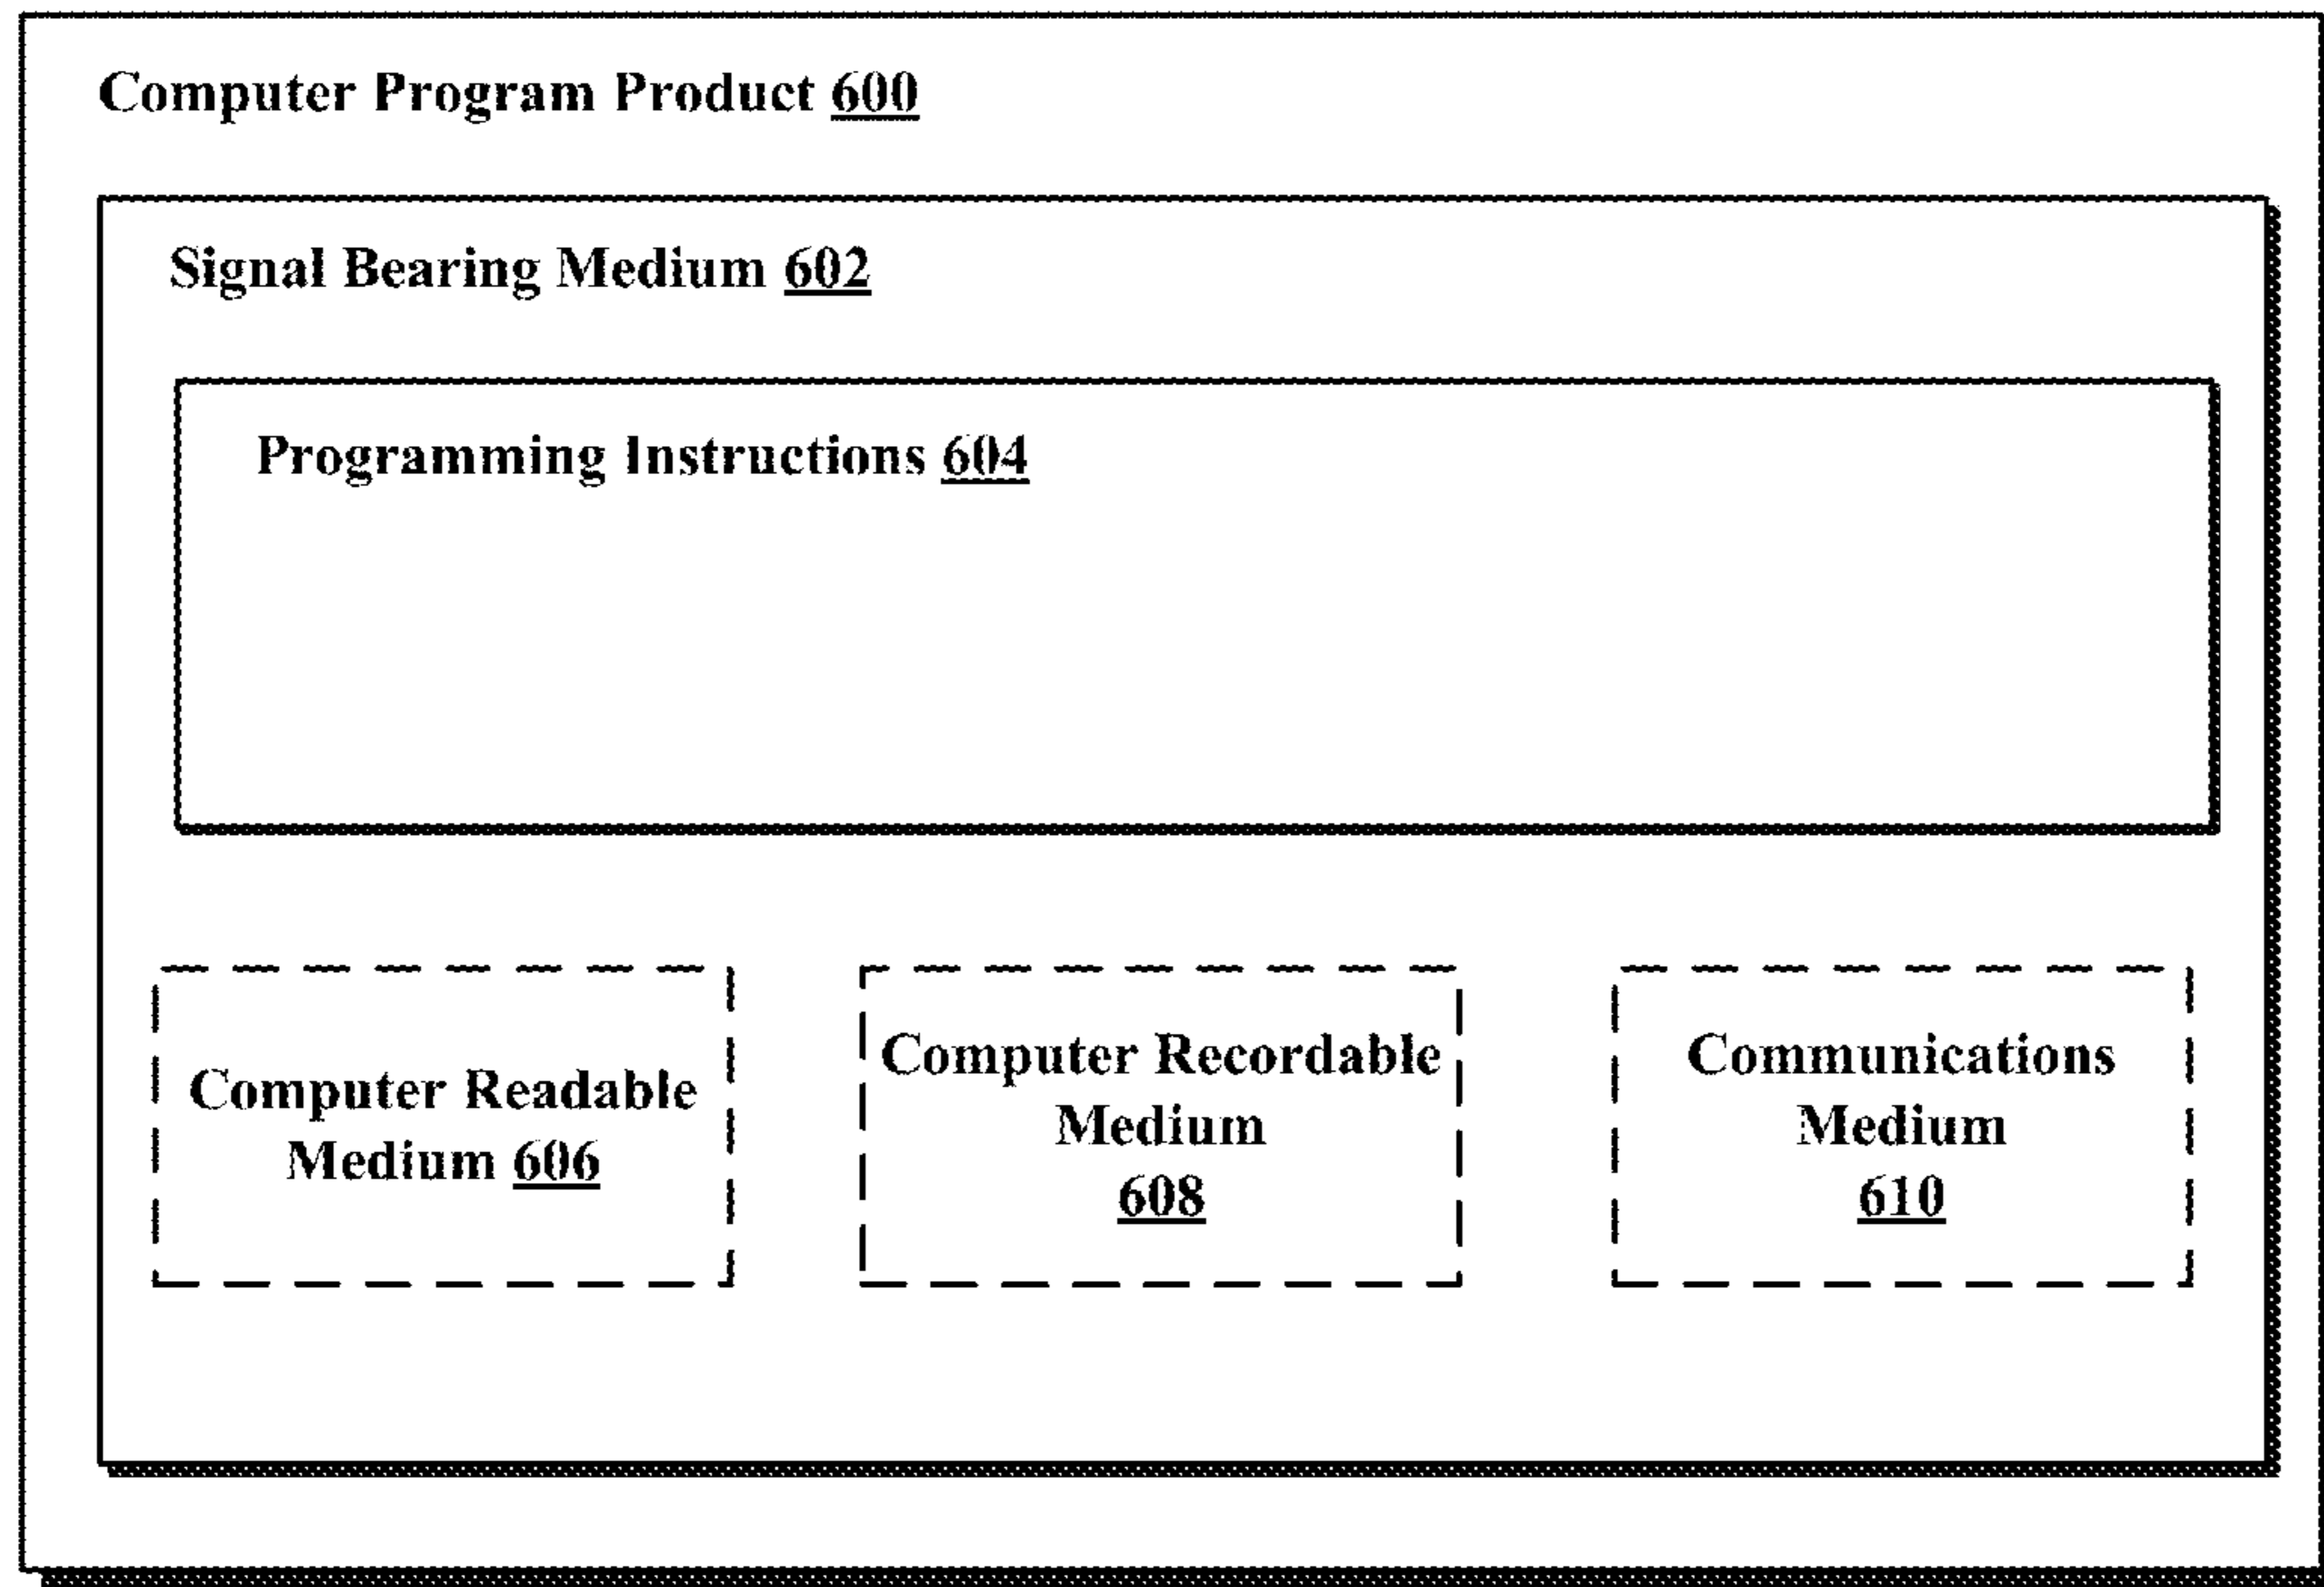 Computer Program Product 600
Signal Bearing Medium 602
Programming Instructions 604
Computer Readable
Medium 606
Computer Recordable
Medium
608
Communications
Medium
610